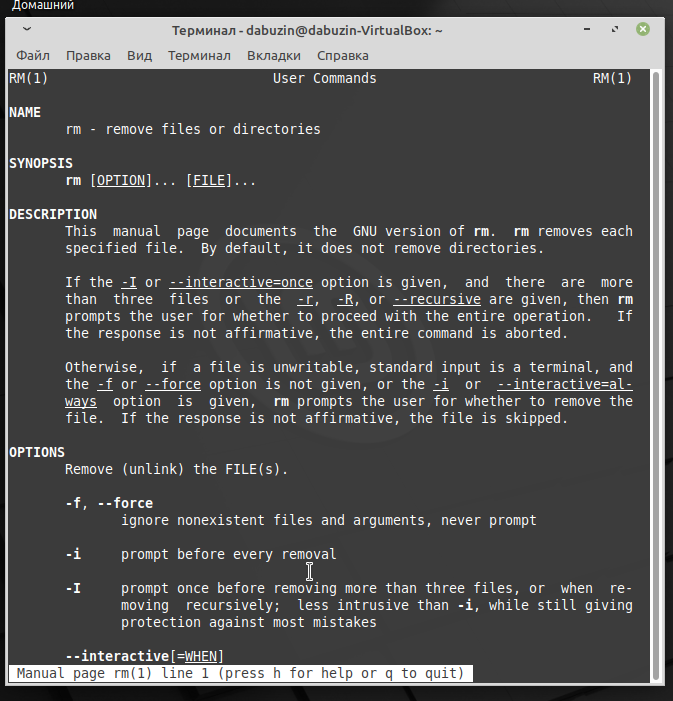 Домашний
Терминал - dabuzin@dabuzin-VirtualBox: ~
Файл Правка Вид Терминал Вкладки Справка
RM(1) User Commands RM(1)
NAME
rm - remove files or directories
SYNOPSIS
rm [OPTION]... [FILE]...
DESCRIPTION
This manual page documents the GNU version of rm. rm removes each
specified file. By default, it does not remove directories.
If the -I or --interactive=once option is given, and there are more
than three files or the -r, -R, or --recursive are given, then rm
prompts the user for whether to proceed with the entire operation. If
the response is not affirmative, the entire command is aborted.
Otherwise, if a file is unwritable, standard input is a terminal, and
the -f or --force option is not given, or the -i or --interactive=al-
ways option is given, rm prompts the user for whether to remove the
file. If the response is not affirmative, the file is skipped.
OPTIONS
Remove (unlink) the FILE(s).
-f, --force
ignore nonexistent files and arguments, never prompt
-i prompt before every removal
-I prompt once before removing more than three files, or when re-
moving recursively; less intrusive than -i, while still giving
protection against most mistakes
--interactive[=WHEN]
Manual page rm(1) line 1 (press h for help or q to quit)